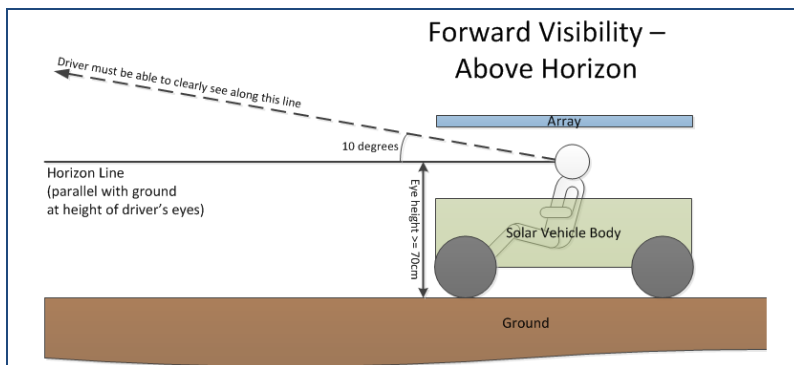 Forward Visibility –
Above Horizon
Driver must be able to clearly see along this line
Array
10 degrees
Horizon Line
(parallel with ground
at height of driver's eyes)
Eye height >= 70cm
Solar Vehicle Body
Ground